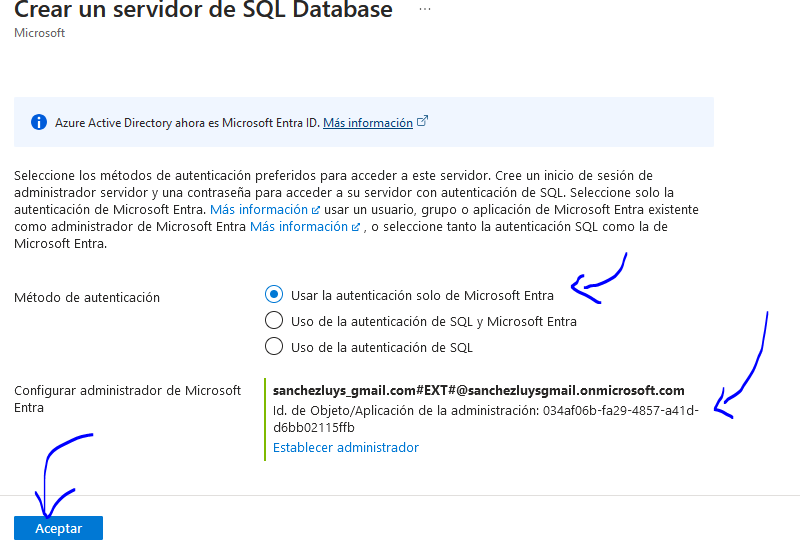 Crear un servidor de SQL Database ...
Microsoft
Azure Active Directory ahora es Microsoft Entra ID. Más información
Seleccione los métodos de autenticación preferidos para acceder a este servidor. Cree un inicio de sesión de
administrador servidor y una contraseña para acceder a su servidor con autenticación de SQL. Seleccione solo la
autenticación de Microsoft Entra. Más información usar un usuario, grupo o aplicación de Microsoft Entra existente
como administrador de Microsoft Entra Más información , o seleccione tanto la autenticación SQL como la de
Microsoft Entra.
Método de autenticación
Usar la autenticación solo de Microsoft Entra
Uso de la autenticación de SQL y Microsoft Entra
Uso de la autenticación de SQL
Configurar administrador de Microsoft
Entra
sanchezluys_gmail.com#EXT#@sanchezluysgmail.onmicrosoft.com
Id. de Objeto/Aplicación de la administración: 034af06b-fa29-4857-a41d-
d6bb02115ffb
Establecer administrador
Aceptar